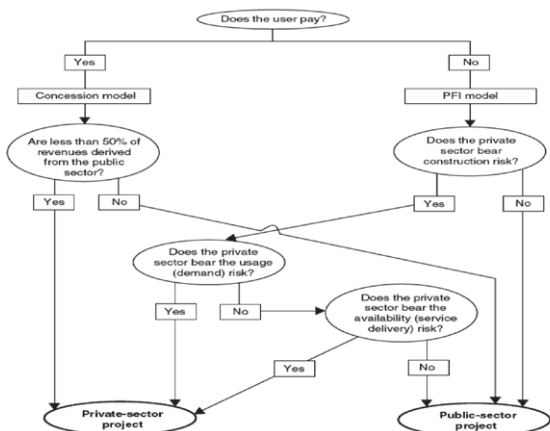 Does the user pay?
Yes
No
Concession model
PFI model
Are less than 50% of
revenues derived
from the public
sector?
Does the private
sector bear
construction risk?
Yes
No
Yes
No
Does the private
sector bear the usage
(demand) risk?
Does the private
sector bear the
availability (service
delivery) risk?
Yes
No
Yes
No
Private-sector
project
Public-sector
project